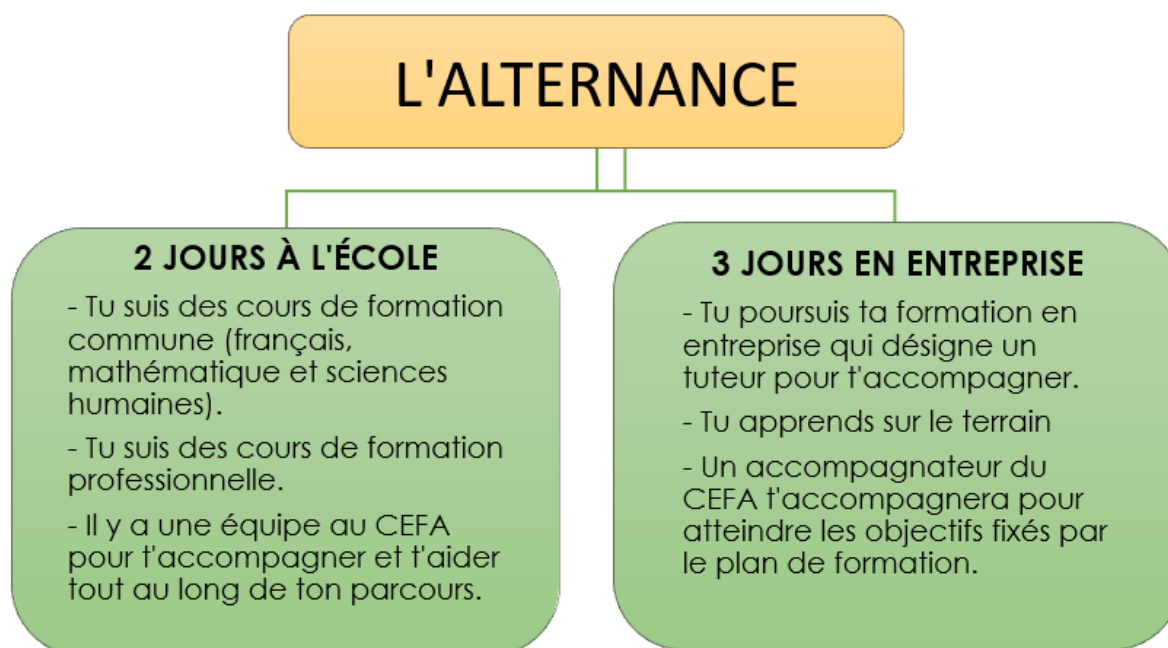 L'ALTERNANCE
2 JOURS À L'ÉCOLE
- Tu suis des cours de formation
commune (français,
mathématique et sciences
humaines).
- Tu suis des cours de formation
professionnelle.
- Il y a une équipe au CEFA
pour t'accompagner et t'aider
tout au long de ton parcours.
3 JOURS EN ENTREPRISE
- Tu poursuis ta formation en
entreprise qui désigne un
tuteur pour t'accompagner.
- Tu apprends sur le terrain
- Un accompagnateur du
CEFA t'accompagnera pour
atteindre les objectifs fixés par
le plan de formation.